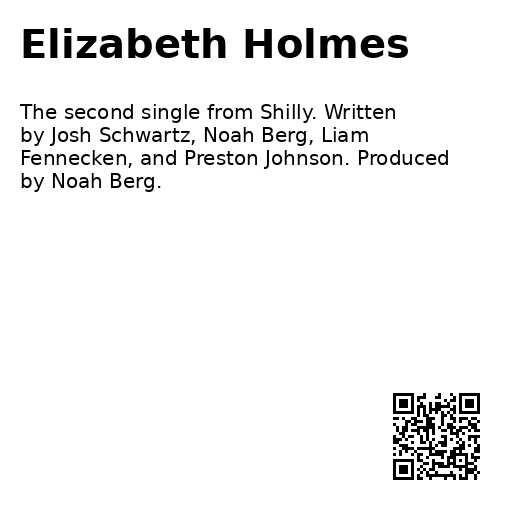 Elizabeth Holmes
The second single from Shilly. Written
by Josh Schwartz, Noah Berg, Liam
Fennecken, and Preston Johnson. Produced
by Noah Berg.